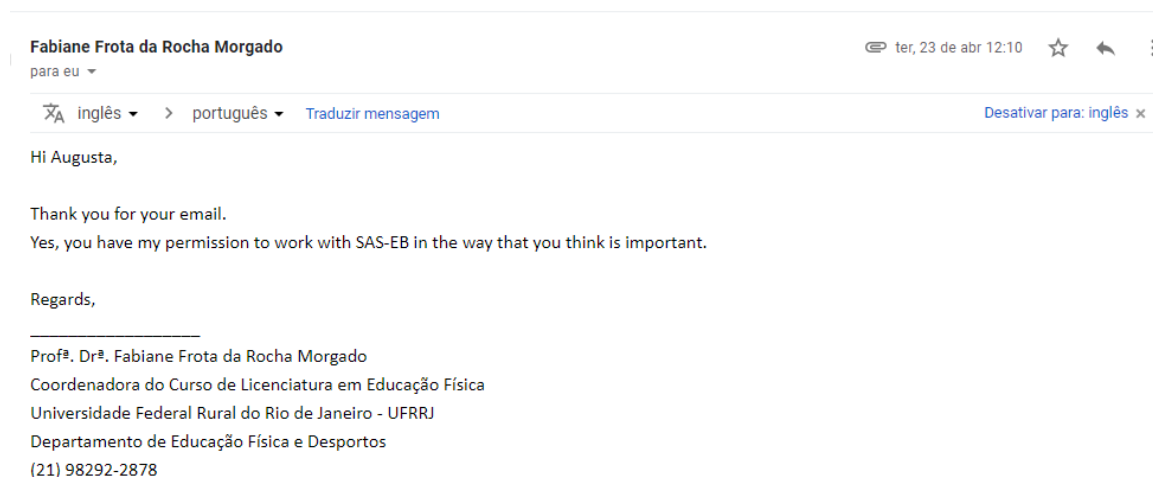 Fabiane Frota da Rocha Morgado
ter, 23 de abr 12:10
para eu
inglês > português Traduzir mensagem
Desativar para: inglês x
Hi Augusta,
Thank you for your email.
Yes, you have my permission to work with SAS-EB in the way that you think is important.
Regards,
__________________
Profª. Drª. Fabiane Frota da Rocha Morgado
Coordenadora do Curso de Licenciatura em Educação Física
Universidade Federal Rural do Rio de Janeiro - UFRRJ
Departamento de Educação Física e Desportos
(21) 98292-2878